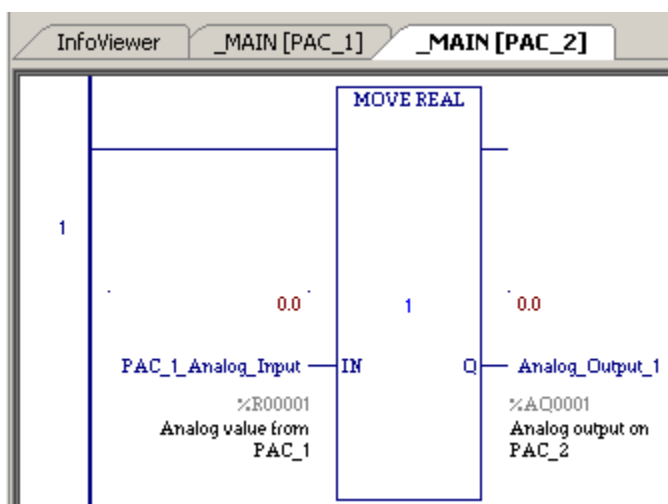 InfoViewer _MAIN [PAC_1] _MAIN [PAC_2]
MOVE REAL
1
0.0 1 0.0
PAC_1_Analog_Input IN Q Analog_Output_1
%R00001 %AQ0001
Analog value from Analog output on
PAC_1 PAC_2